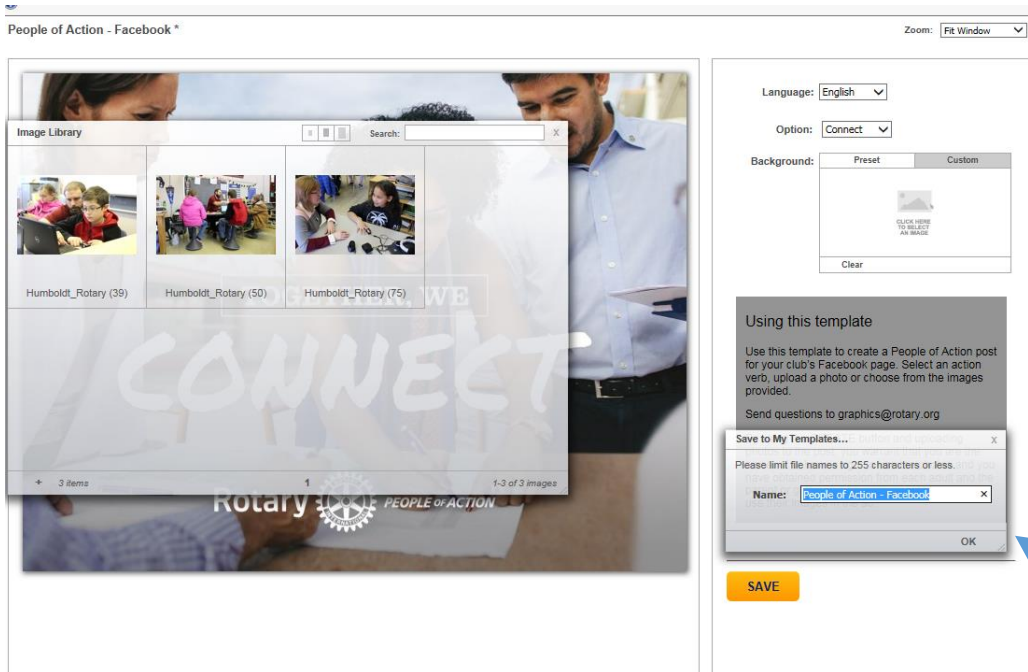 People of Action - Facebook *
Zoom: Fit Window
Image Library
Search:
x
Humboldt_Rotary (39)
Humboldt_Rotary (50)
Humboldt_Rotary (75)
TOGETHER, WE
CONNECT
+ 3 items
1
1-3 of 3 images
Rotary
PEOPLE OF ACTION
Language: English
Option: Connect
Background:
Preset
Custom
CLICK HERE
TO SELECT
AN IMAGE
Clear
Using this template
Use this template to create a People of Action post
for your club's Facebook page. Select an action
verb, upload a photo or choose from the images
provided.
Send questions to graphics@rotary.org
Save to My Templates...
x
Please limit file names to 255 characters or less.
Name: People of Action - Facebook
×
OK
SAVE